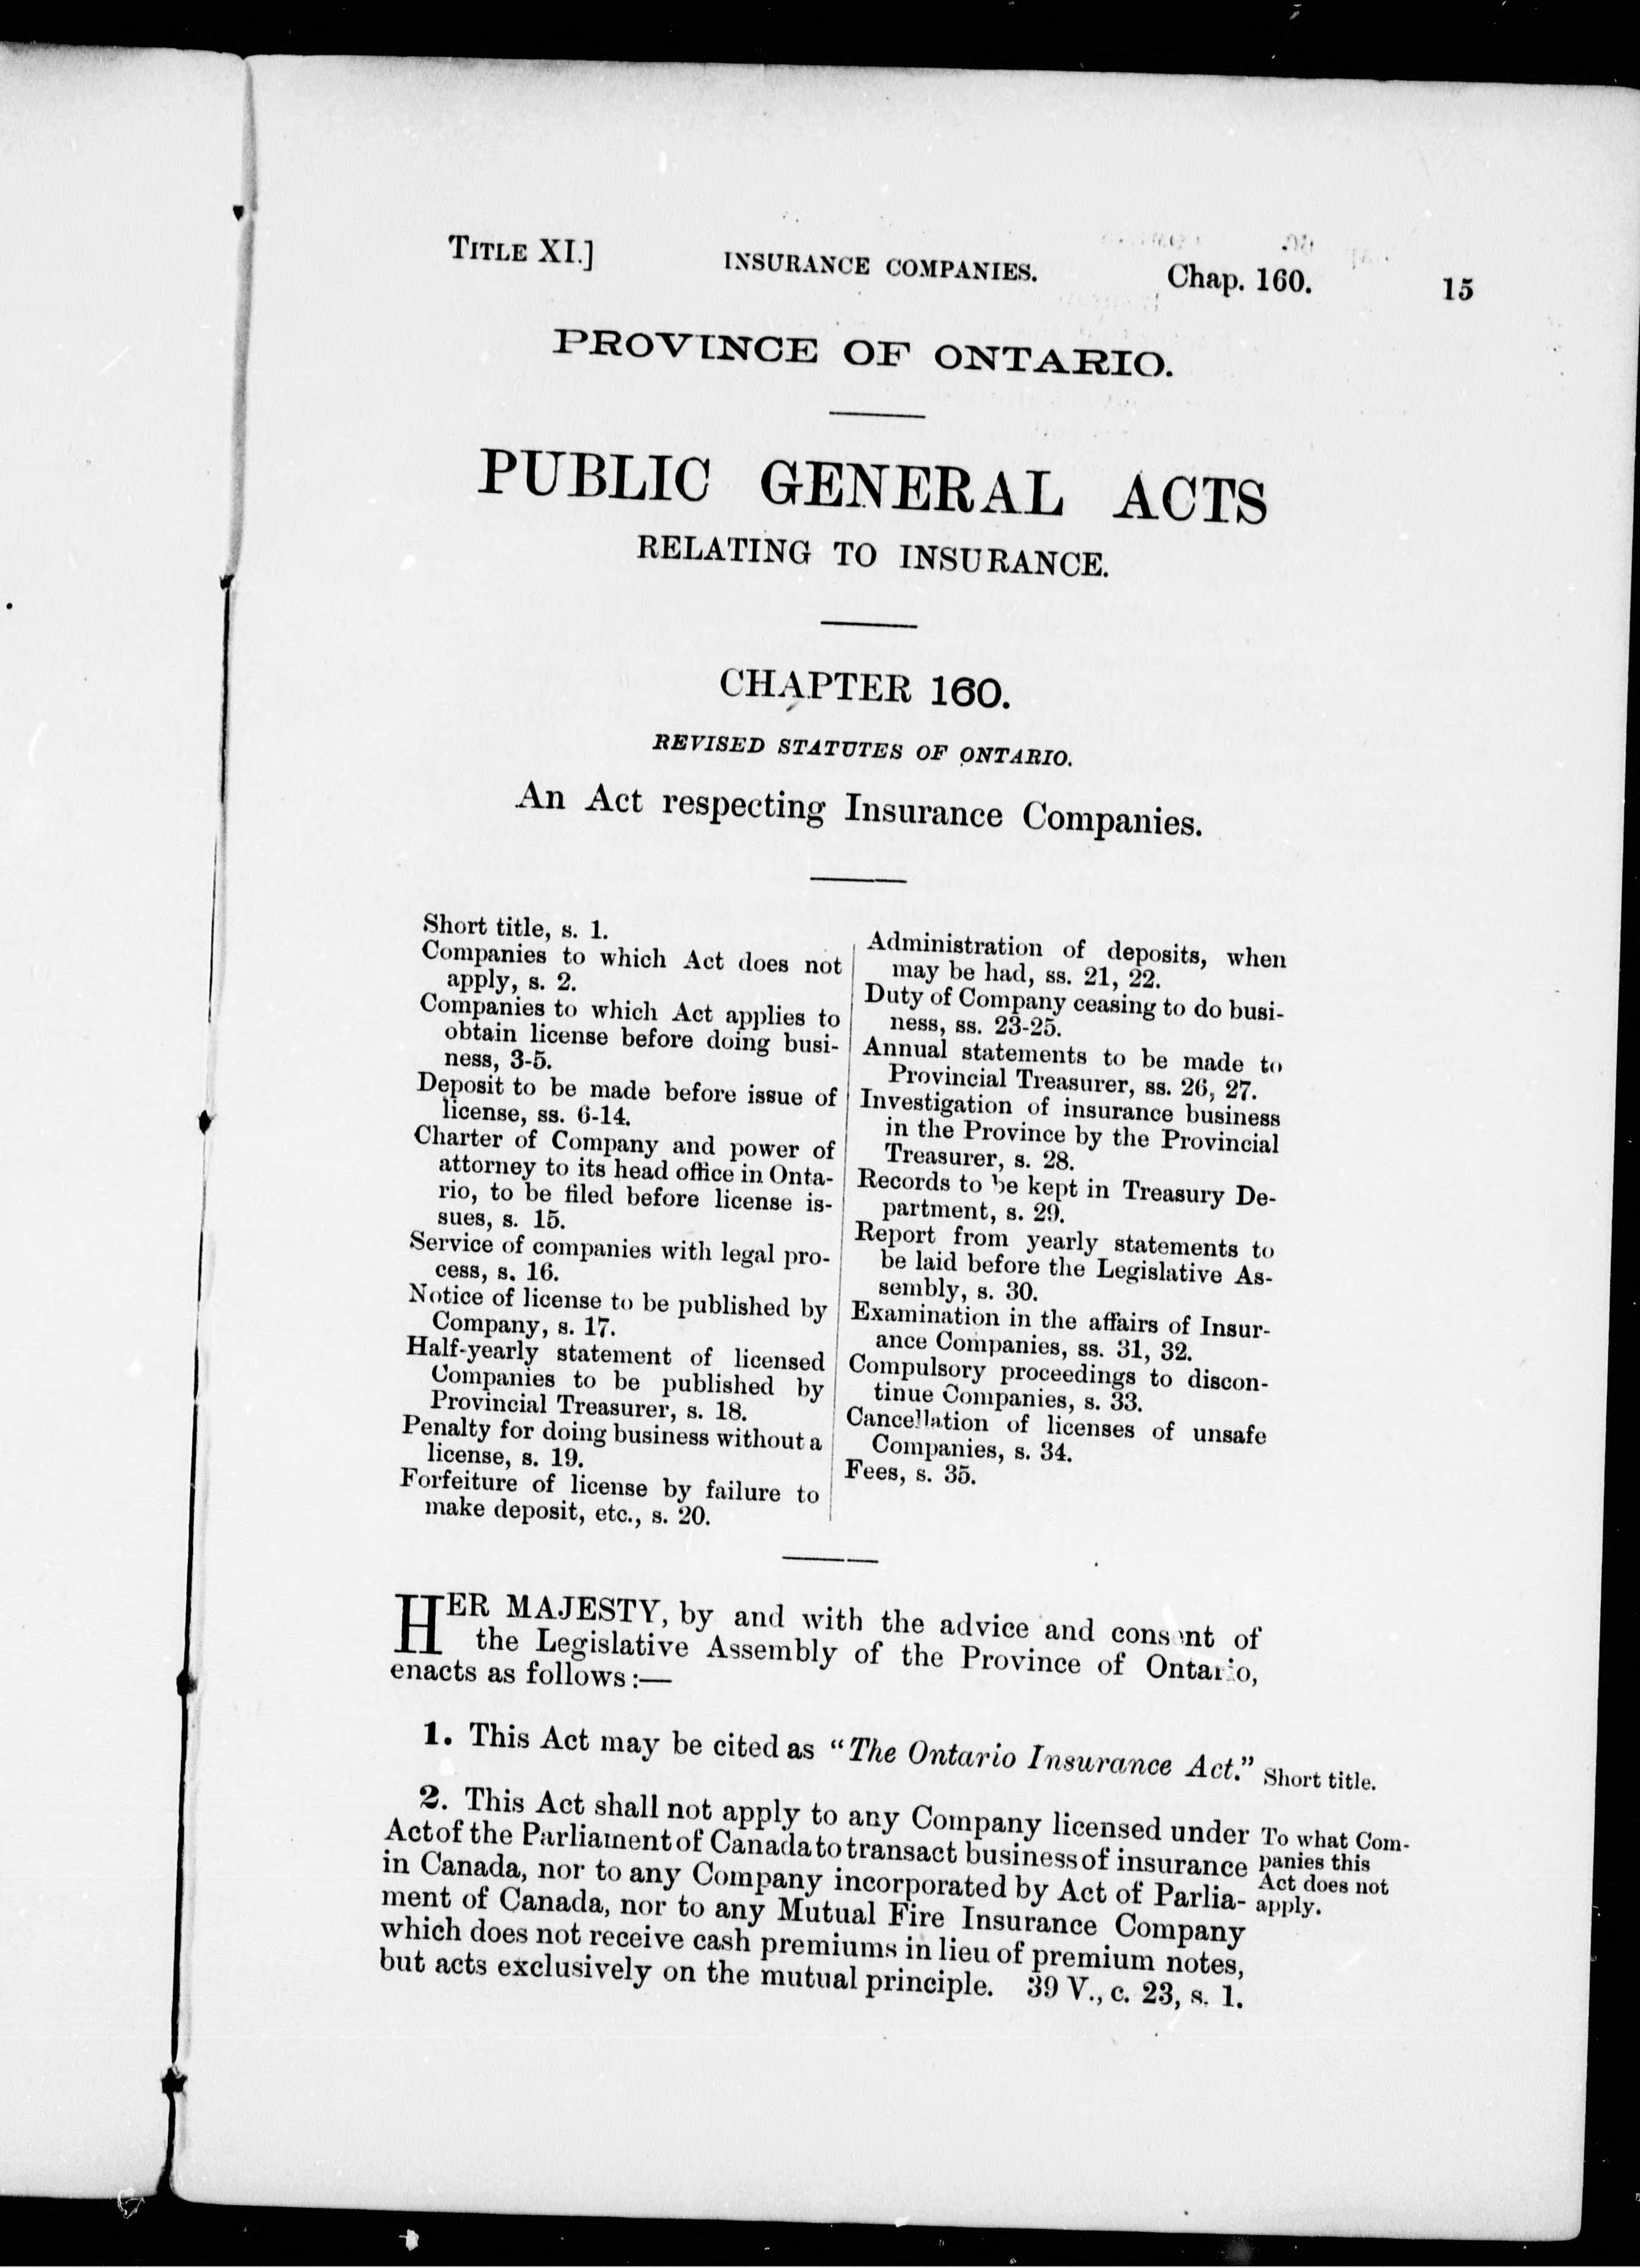 TITLE XI.] INSURANCE COMPANIES. Chap. 160. 15
PROVINCE OF ONTARIO.
PUBLIC GENERAL ACTS
RELATING TO INSURANCE.
CHAPTER 160.
REVISED STATUTES OF ONTARIO.
An Act respecting Insurance Companies.
Short title, s. 1.
Companies to which Act does not
apply, s. 2.
Companies to which Act applies to
obtain license before doing busi-
ness, 3-5.
Deposit to be made before issue of
license, ss. 6-14.
Charter of Company and power of
attorney to its head office in Onta-
rio, to be filed before license is-
sues, s. 15.
Service of companies with legal pro-
cess, s. 16.
Notice of license to be published by
Company, s. 17.
Half-yearly statement of licensed
Companies to be published by
Provincial Treasurer, s. 18.
Penalty for doing business without a
license, s. 19.
Forfeiture of license by failure to
make deposit, etc., s. 20.
Administration of deposits, when
may be had, ss. 21, 22.
Duty of Company ceasing to do busi-
ness, ss. 23-25.
Annual statements to be made to
Provincial Treasurer, ss. 26, 27.
Investigation of insurance business
in the Province by the Provincial
Treasurer, s. 28.
Records to be kept in Treasury De-
partment, s. 29.
Report from yearly statements to
be laid before the Legislative As-
sembly, s. 30.
Examination in the affairs of Insur-
ance Companies, ss. 31, 32.
Compulsory proceedings to discon-
tinue Companies, s. 33.
Cancellation of licenses of unsafe
Companies, s. 34.
Fees, s. 35.
HER MAJESTY, by and with the advice and consent of
the Legislative Assembly of the Province of Ontario,
enacts as follows:—
1. This Act may be cited as "The Ontario Insurance Act."
Short title.
2. This Act shall not apply to any Company licensed under
Act of the Parliament of Canada to transact business of insurance
in Canada, nor to any Company incorporated by Act of Parlia-
ment of Canada, nor to any Mutual Fire Insurance Company
which does not receive cash premiums in lieu of premium notes,
but acts exclusively on the mutual principle. 39 V., c. 23, s. 1.
To what Com-
panies this
Act does not
apply.